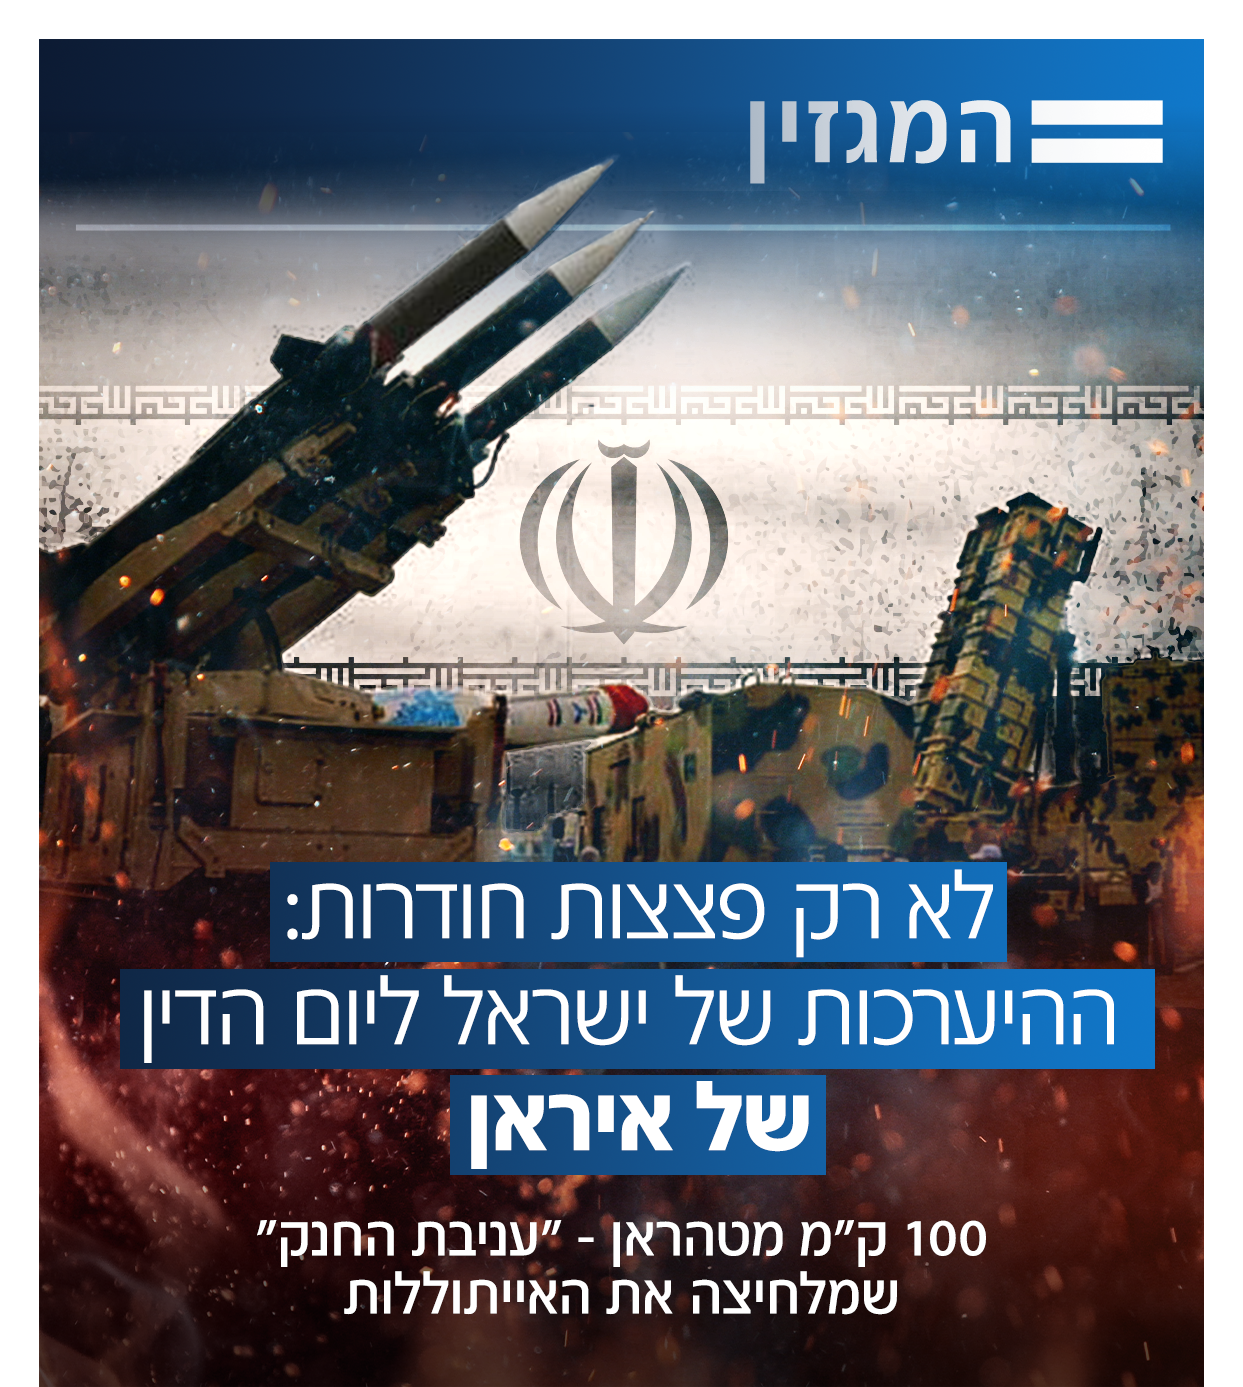 המגזין
לא רק פצצות חודרות:
ההיערכות של ישראל ליום הדין
של איראן
100 ק"מ מטהראן - "עניבת החנק"
שמלחיצה את האייתוללות